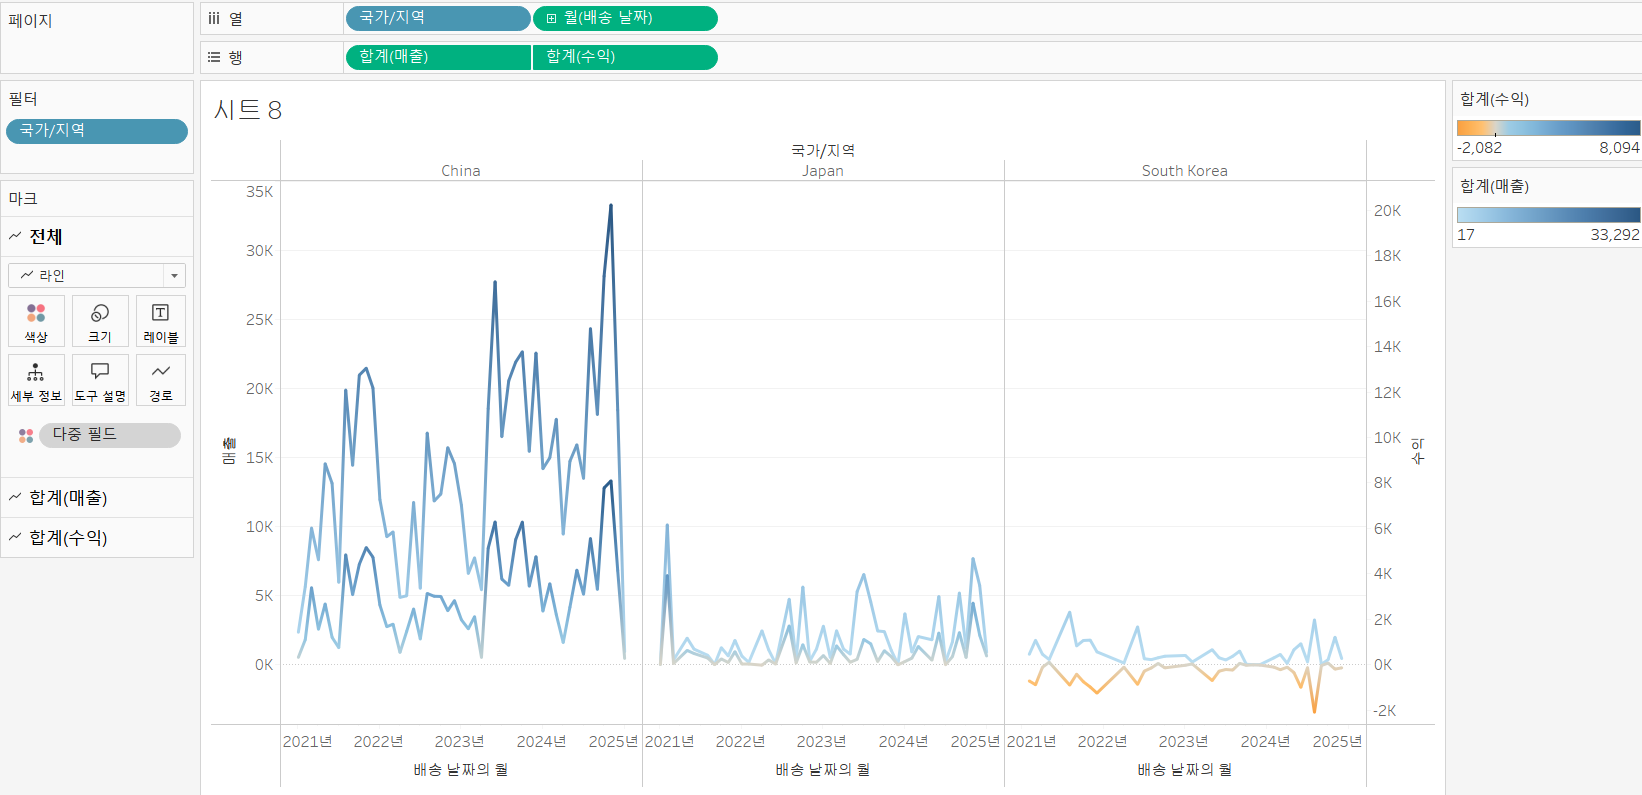 페이지
열
국가/지역
월(배송 날짜)
행
합계(매출)
합계(수익)
필터
국가/지역
마크
전체
라인
색상
크기
레이블
세부 정보
도구 설명
경로
다중 필드
합계(매출)
합계(수익)
시트 8
국가/지역
China
Japan
South Korea
35K
30K
25K
20K
15K
10K
5K
0K
매출
20K
18K
16K
14K
12K
10K
8K
6K
4K
2K
0K
-2K
수익
2021년 2022년 2023년 2024년 2025년
2021년 2022년 2023년 2024년 2025년
2021년 2022년 2023년 2024년 2025년
배송 날짜의 월
배송 날짜의 월
배송 날짜의 월
합계(수익)
-2,082 8,094
합계(매출)
17 33,292